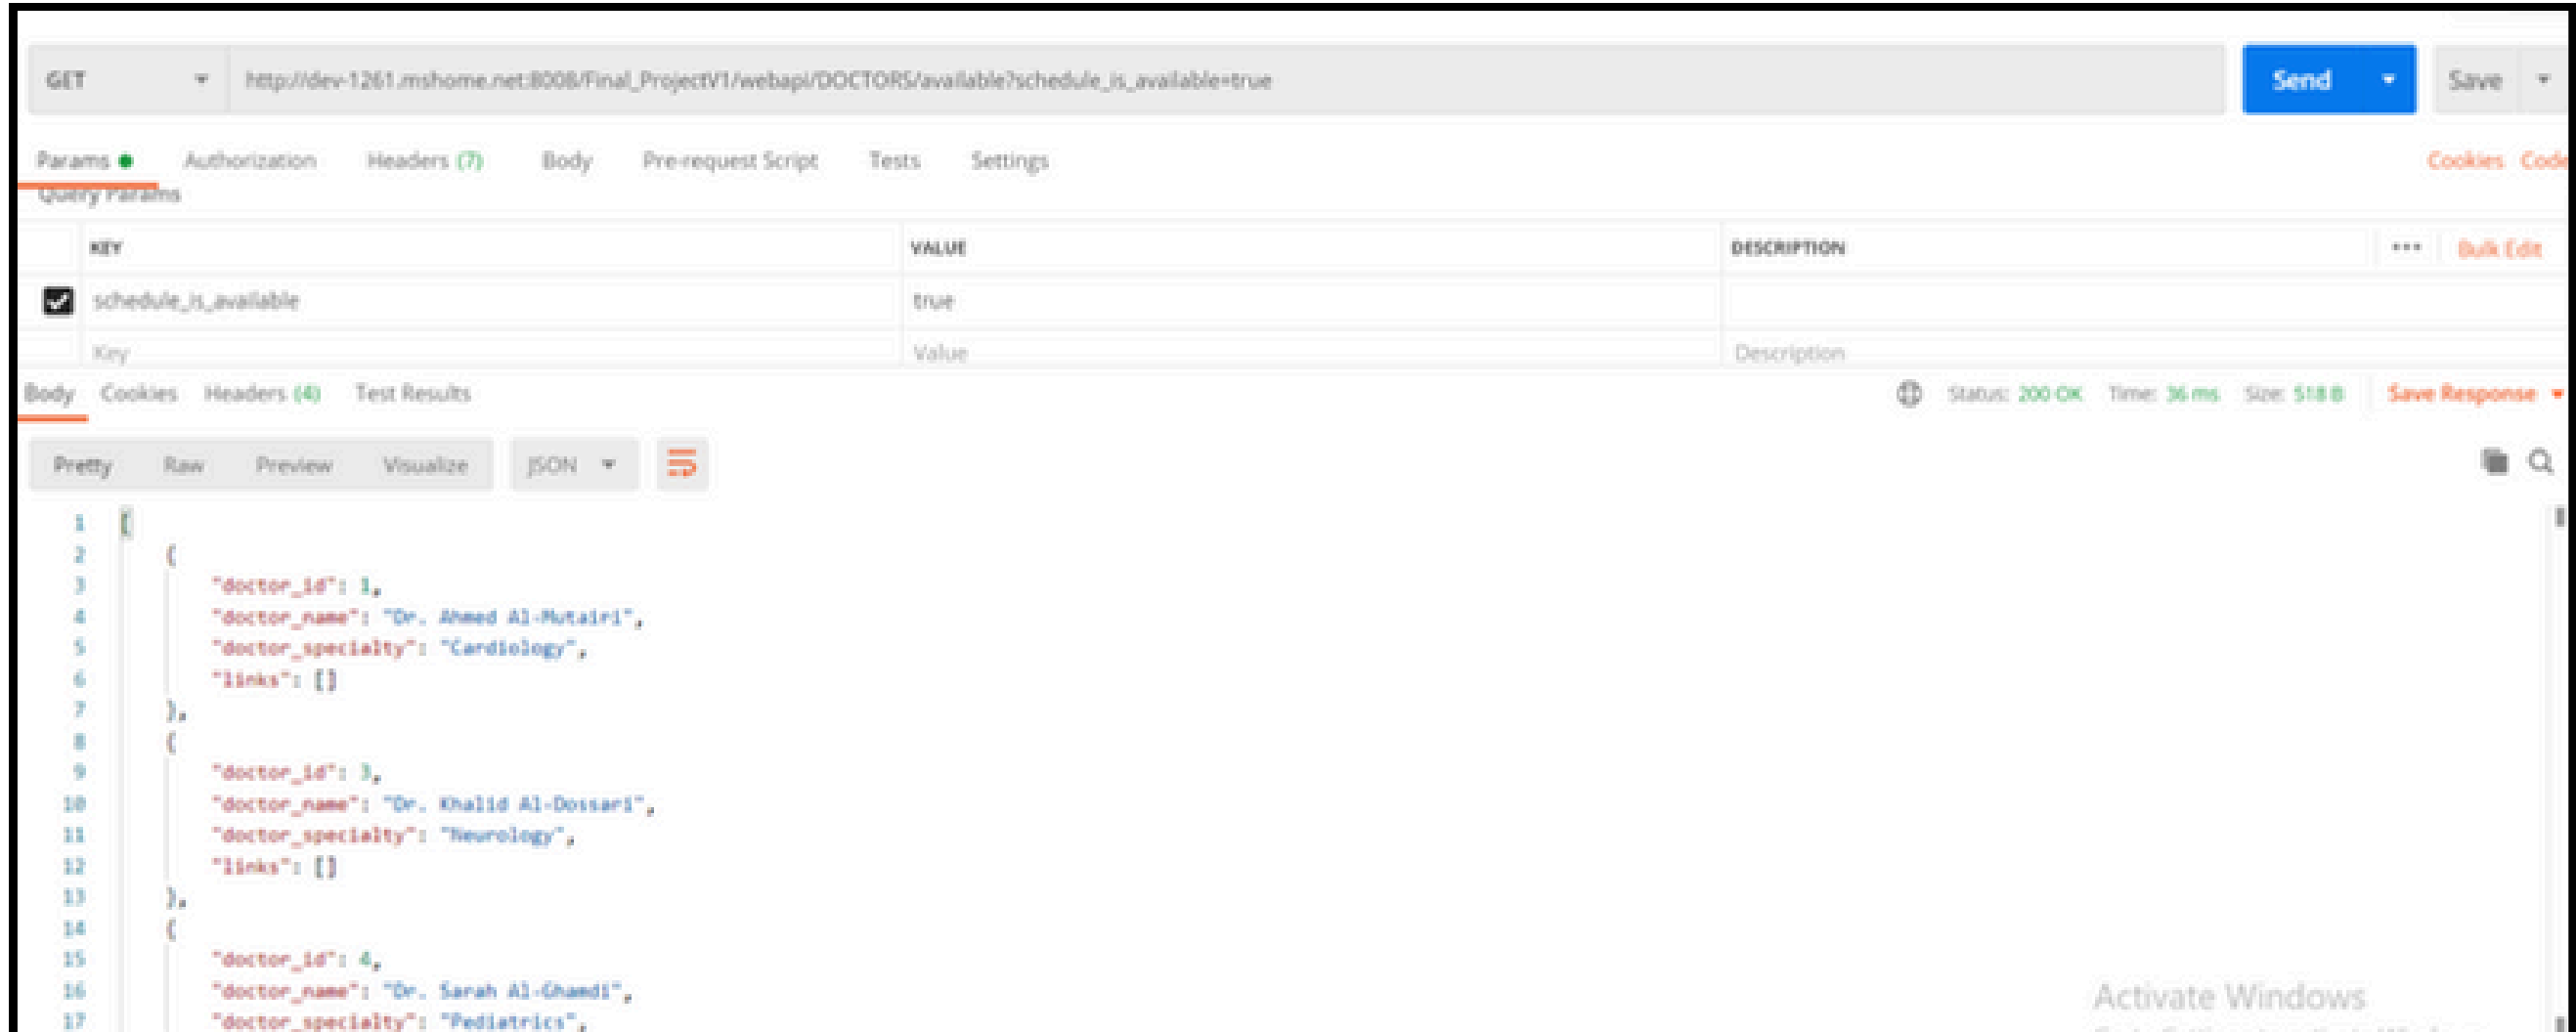 GET http://dev-1261.mshome.net:8008/Final_ProjectV1/webapi/DOCTORS/available?schedule_is_available=true Send Save
Params Authorization Headers (7) Body Pre-request Script Tests Settings Cookies Code
Query Params
KEY VALUE DESCRIPTION ••• Bulk Edit
schedule_is_available true
Key Value Description
Body Cookies Headers (4) Test Results Status: 200 OK Time: 36 ms Size: 518 B Save Response
Pretty Raw Preview Visualize JSON
1 [
2 {
3 "doctor_id": 1,
4 "doctor_name": "Dr. Ahmed Al-Mutairi",
5 "doctor_specialty": "Cardiology",
6 "links": []
7 },
8 {
9 "doctor_id": 3,
10 "doctor_name": "Dr. Khalid Al-Dossari",
11 "doctor_specialty": "Neurology",
12 "links": []
13 },
14 {
15 "doctor_id": 4,
16 "doctor_name": "Dr. Sarah Al-Ghamdi",
17 "doctor_specialty": "Pediatrics",
Activate Windows